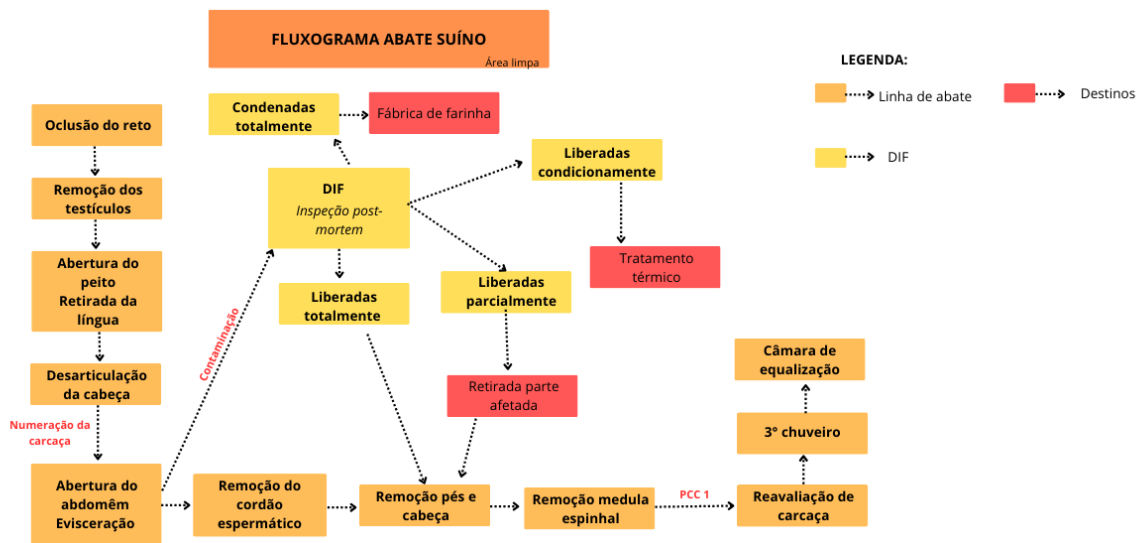 FLUXOGRAMA ABATE SUÍNO
Área limpa
LEGENDA:
Linha de abate
Destinos
DIF
Oclusão do reto
Remoção dos
testículos
Abertura do
peito
Retirada da
língua
Desarticulação
da cabeça
Numeração da
carcaça
Abertura do
abdomêm
Evisceração
Contaminação
DIF
Inspeção post-
mortem
Condenadas
totalmente
Fábrica de farinha
Liberadas
condicionamente
Tratamento
térmico
Liberadas
parcialmente
Retirada parte
afetada
Liberadas
totalmente
Remoção do
cordão
espermático
Remoção pés e
cabeça
Remoção medula
espinhal
PCC 1
Reavaliação de
carcaça
3° chuveiro
Câmara de
equalização